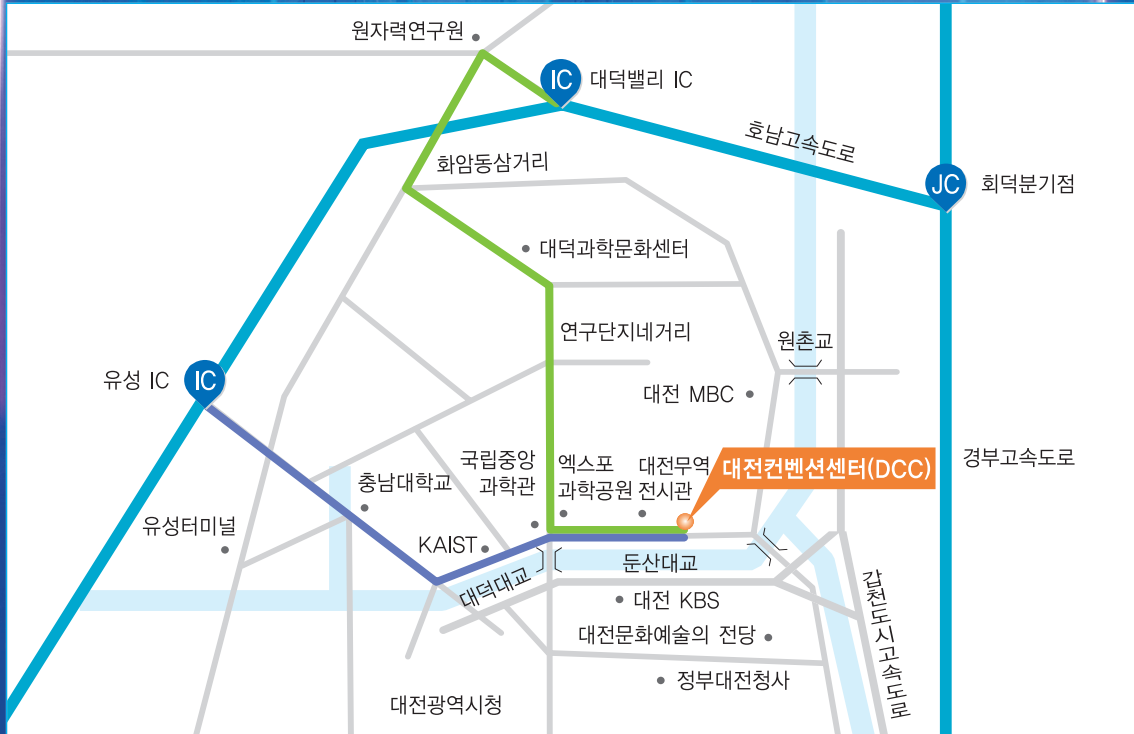 원자력연구원
IC
대덕밸리 IC
호남고속도로
화암동삼거리
JC
회덕분기점
대덕과학문화센터
연구단지네거리
원촌교
유성 IC
IC
대전 MBC
국립중앙
과학관
엑스포
과학공원
대전무역
전시관
대전컨벤션센터(DCC)
경부고속도로
충남대학교
유성터미널
KAIST
대덕대교
둔산대교
갑천도시고속도로
대전 KBS
대전문화예술의 전당
정부대전청사
대전광역시청